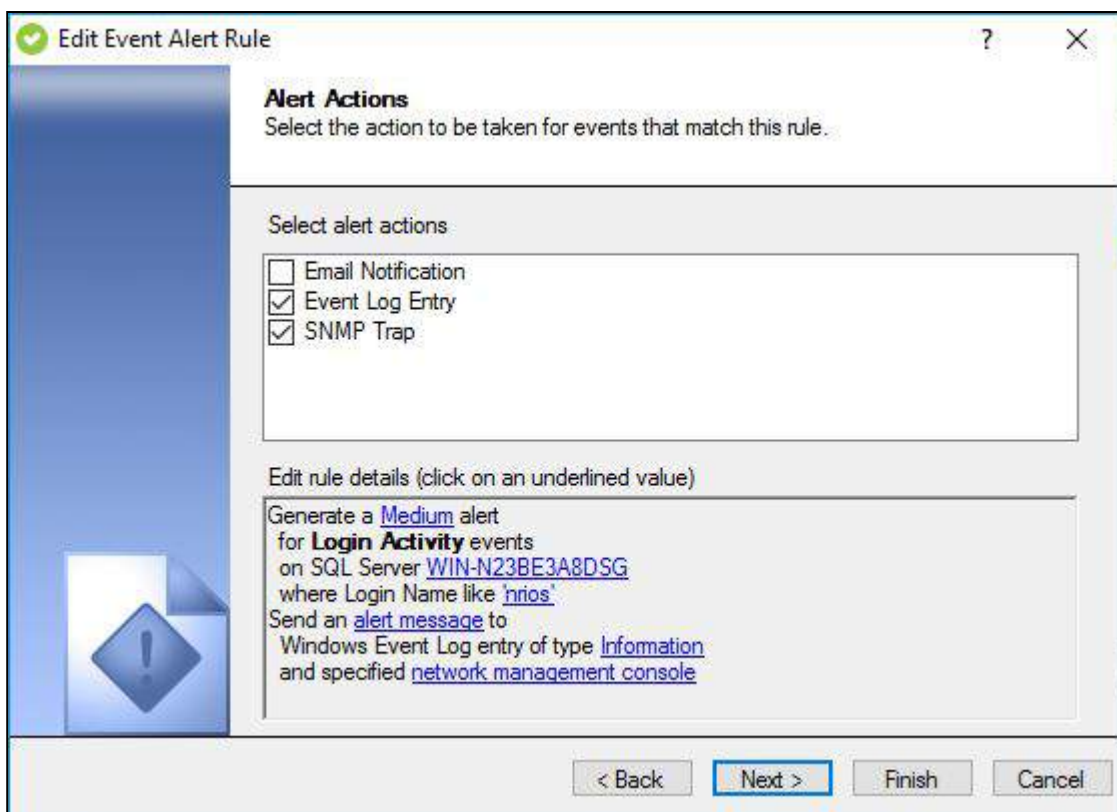 Edit Event Alert Rule
?
Alert Actions
Select the action to be taken for events that match this rule.
Select alert actions
Email Notification
Event Log Entry
SNMP Trap
Edit rule details (click on an underlined value)
Generate a Medium alert
for Login Activity events
on SQL Server WIN-N23BE3A8DSG
where Login Name like 'nrios'
Send an alert message to
Windows Event Log entry of type Information
and specified network management console
< Back Next > Finish Cancel